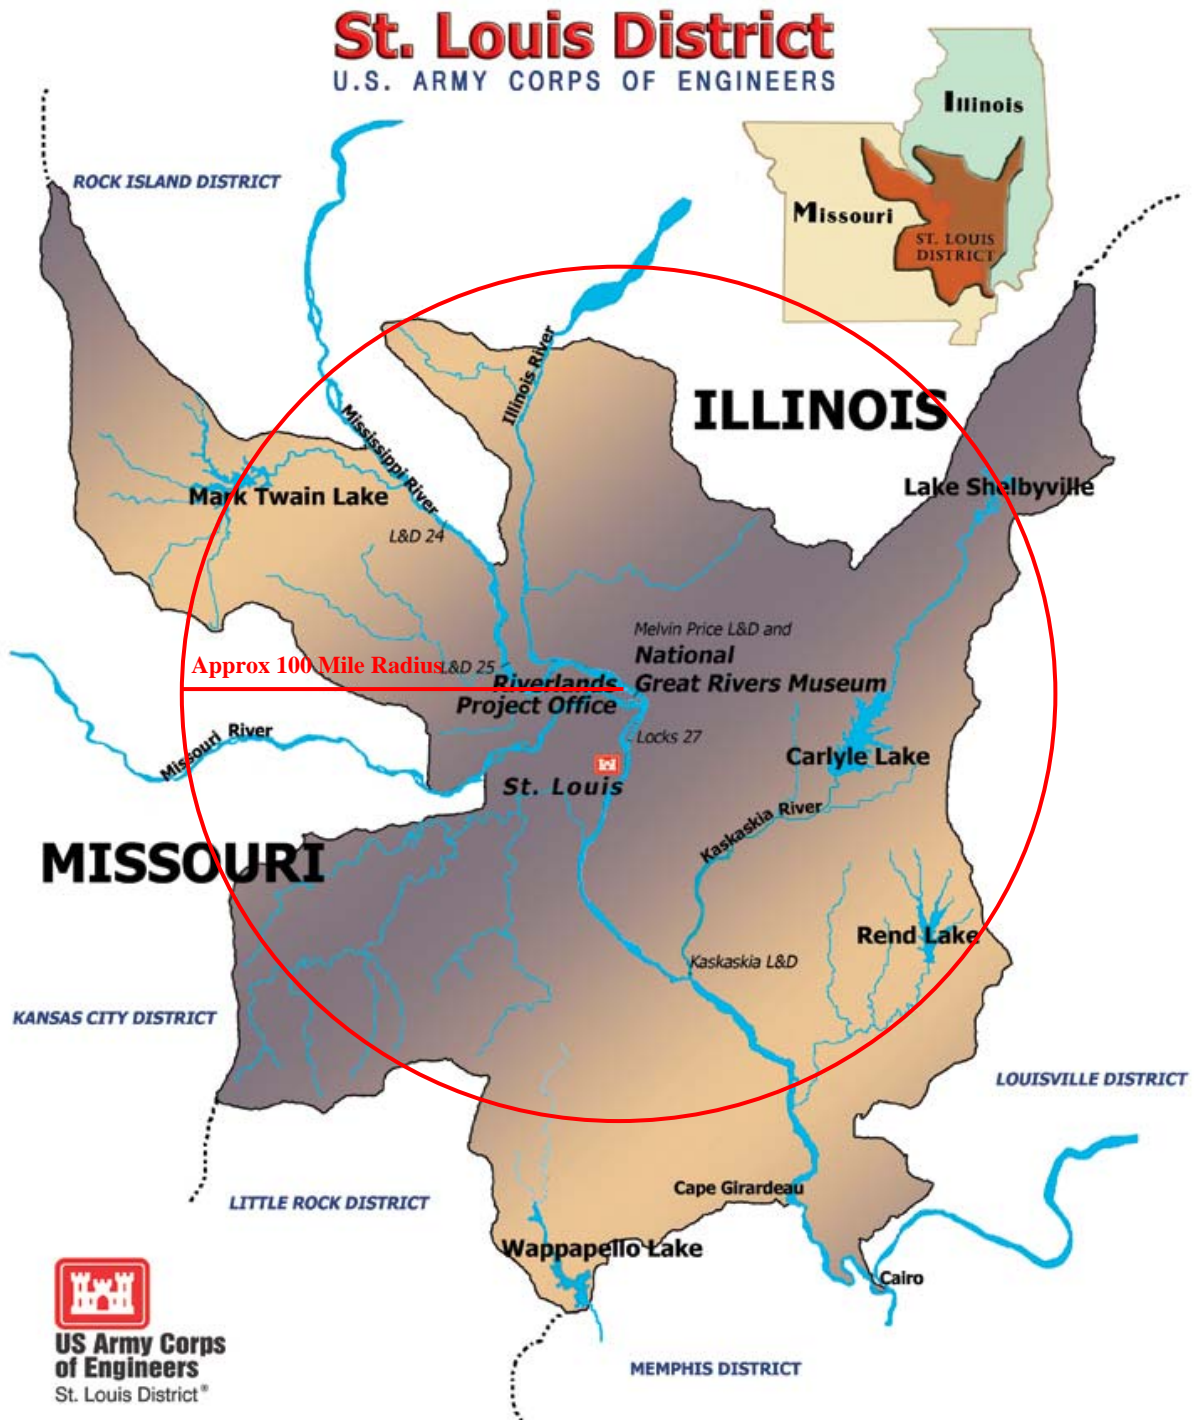 St. Louis District
U.S. ARMY CORPS OF ENGINEERS
Illinois
Missouri
ST. LOUIS
DISTRICT
ROCK ISLAND DISTRICT
Illinois River
ILLINOIS
Mississippi River
Lake Shelbyville
Mark Twain Lake
L&D 24
Melvin Price L&D and
National
Great Rivers Museum
Approx 100 Mile Radius
L&D 25
Riverlands
Project Office
Missouri River
Locks 27
Carlyle Lake
St. Louis
Kaskaskia River
MISSOURI
Rend Lake
Kaskaskia L&D
KANSAS CITY DISTRICT
LOUISVILLE DISTRICT
Cape Girardeau
LITTLE ROCK DISTRICT
Wappapello Lake
Cairo
US Army Corps
of Engineers
St. Louis District®
MEMPHIS DISTRICT